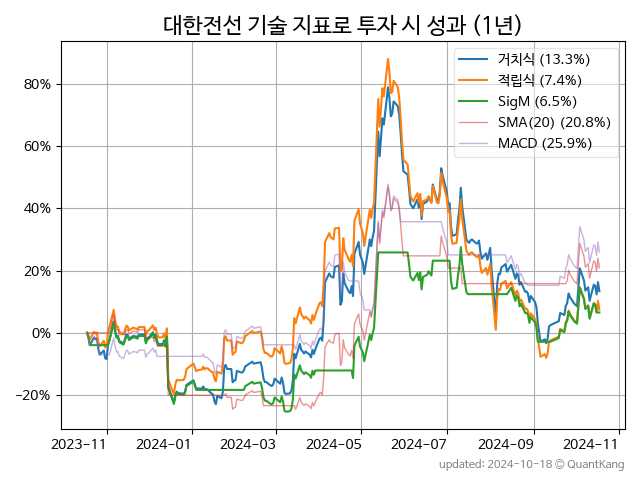 대한전선 기술 지표로 투자 시 성과 (1년)
거치식 (13.3%)
적립식 (7.4%)
SigM (6.5%)
SMA(20) (20.8%)
MACD (25.9%)
80%
60%
40%
20%
0%
−20%
2023-11 2024-01 2024-03 2024-05 2024-07 2024-09 2024-11
updated: 2024-10-18 © QuantKang